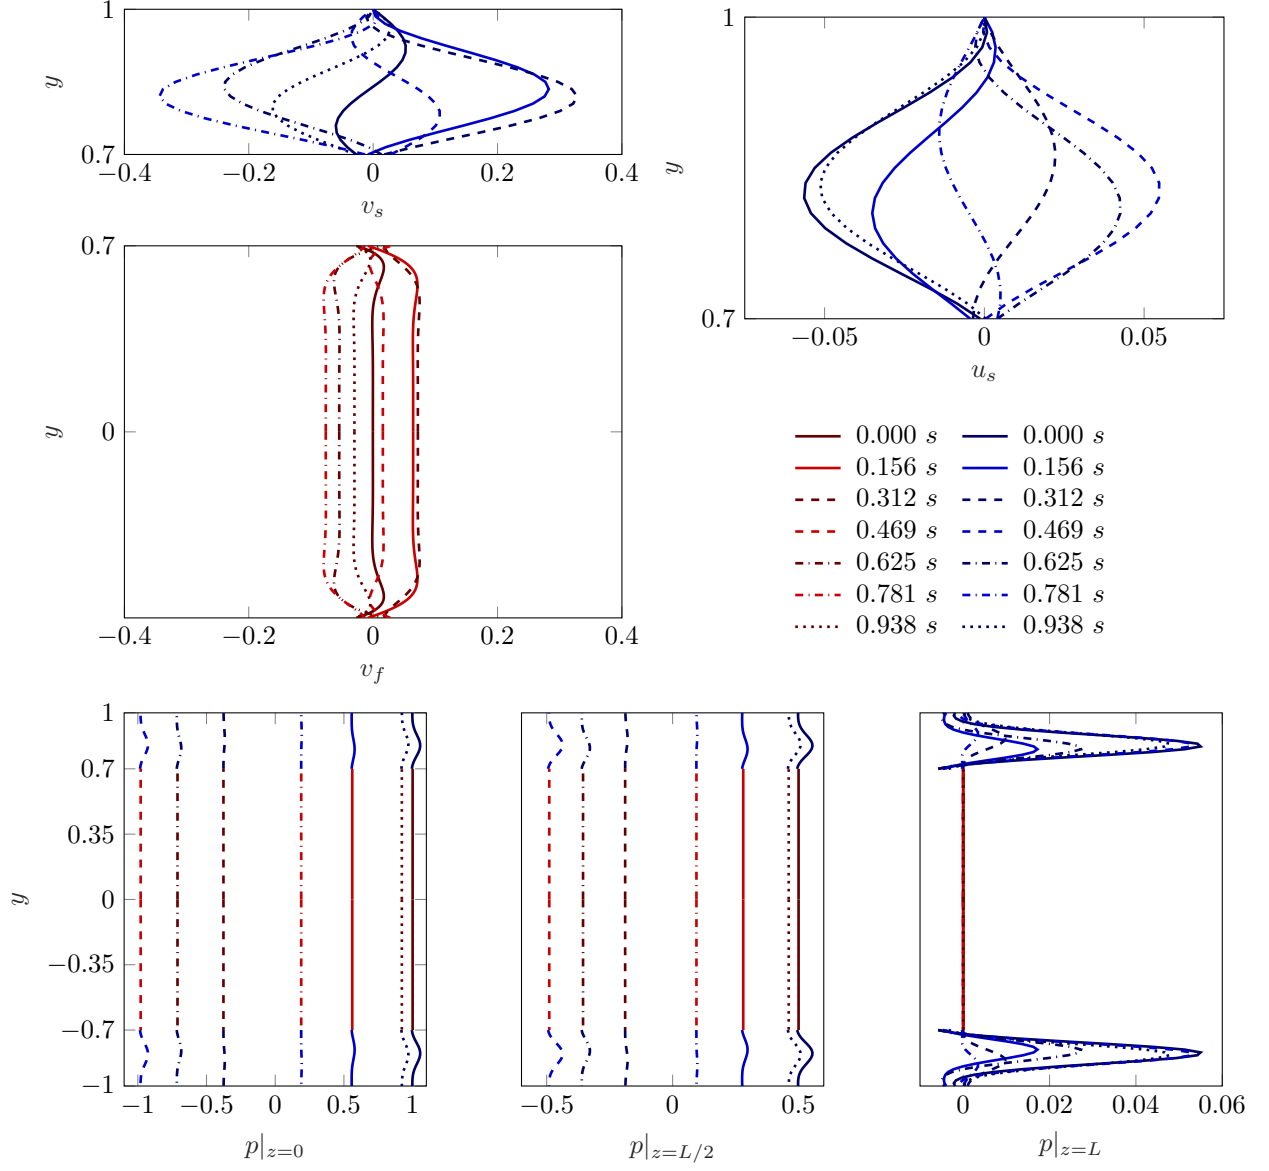 1
y
0.7
−0.4 −0.2 0 0.2 0.4
v_s
1
y
0.7
−0.05 0 0.05
u_s
0.7
y
0
−0.4 −0.2 0 0.2 0.4
v_f
0.000 s 0.000 s
0.156 s 0.156 s
0.312 s 0.312 s
0.469 s 0.469 s
0.625 s 0.625 s
0.781 s 0.781 s
0.938 s 0.938 s
1
0.7
0.35
y
0
−0.35
−0.7
−1
−1 −0.5 0 0.5 1
p|z=0
−0.5 0 0.5
p|z=L/2
0 0.02 0.04 0.06
p|z=L